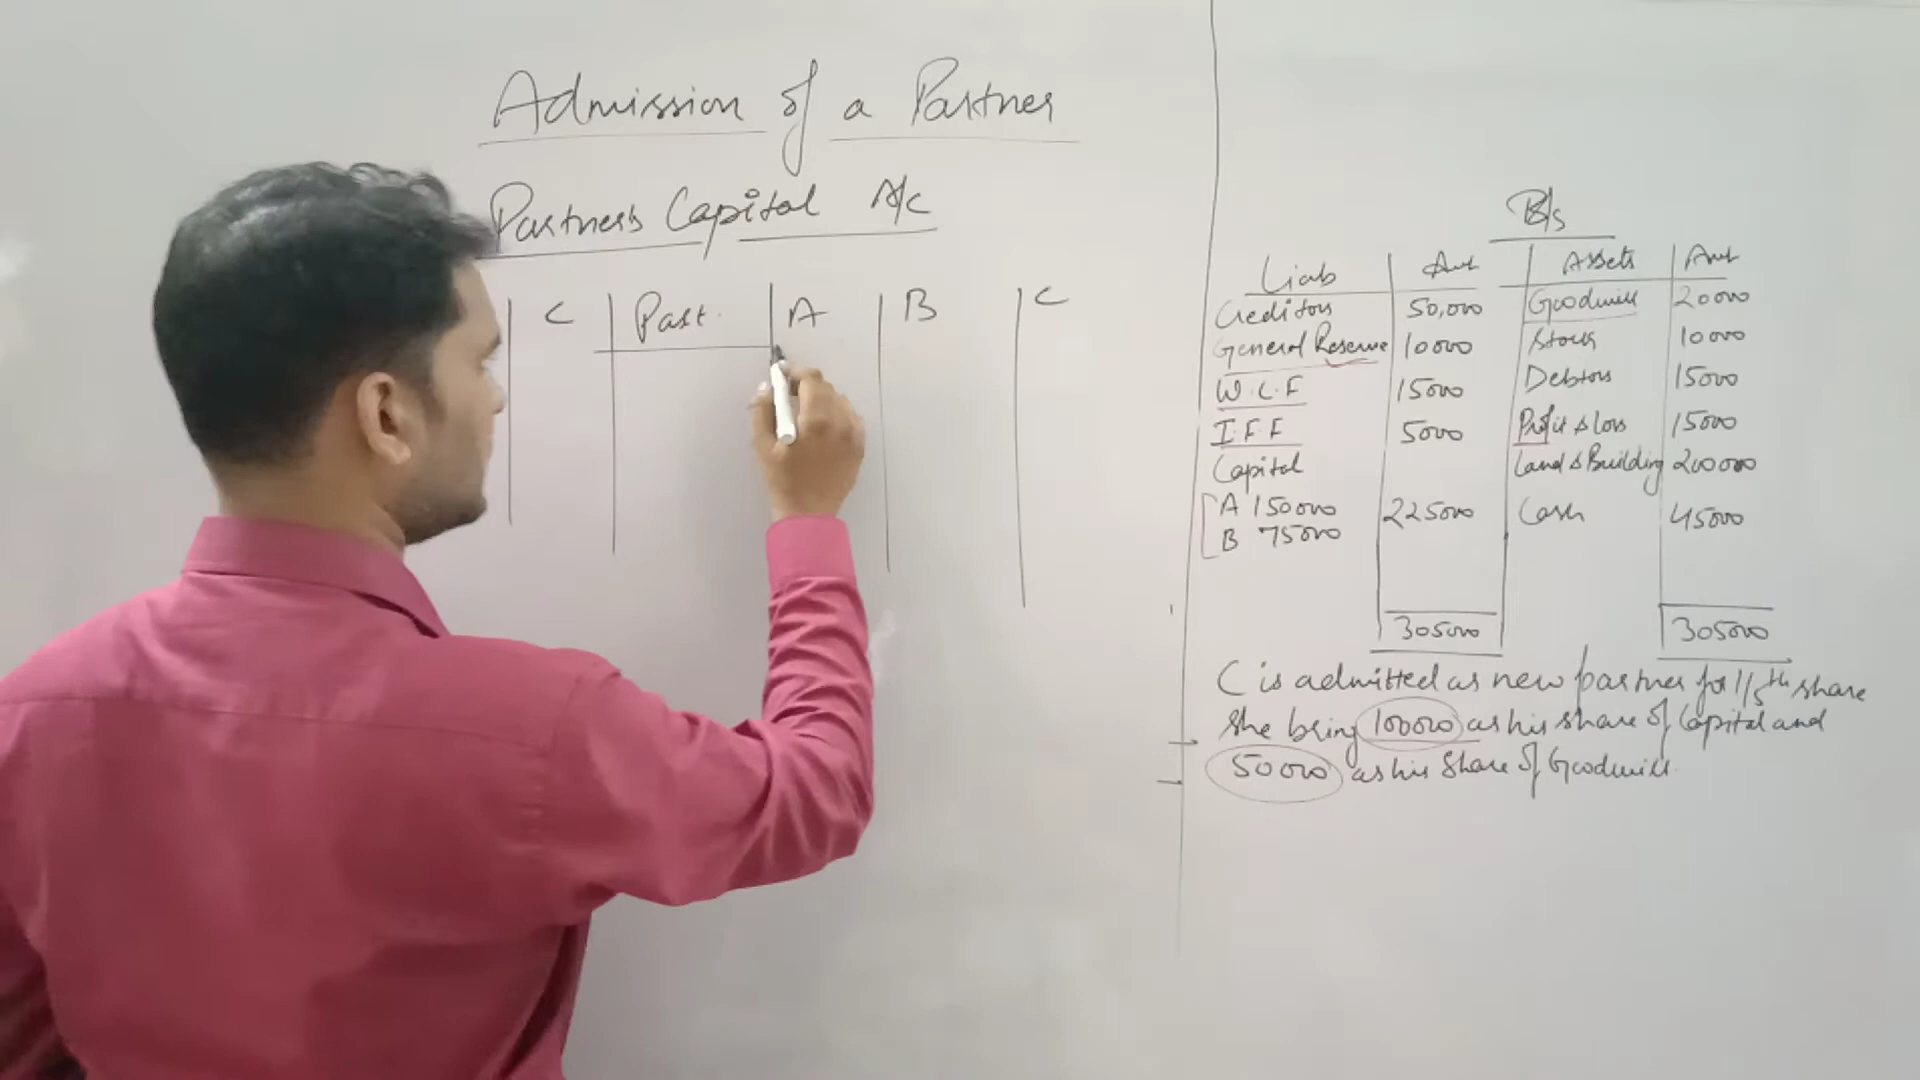 Admission of a Partner
Partners Capital A/c
C Part. A B C
B/s
Liab Amt Assets Amt
Creditors 50,000 Goodwill 20000
General Reserve 10000 Stock 10000
W.C.F 15000 Debtors 15000
I.F.F 5000 Profit & Loss 15000
Capital Land & Building 200000
A 150000 225000 Cash 45000
B 75000
305000 305000
C is admitted as new partner for 1/5th share
She bring 100000 as his share of Capital and
50000 as his Share of Goodwill.